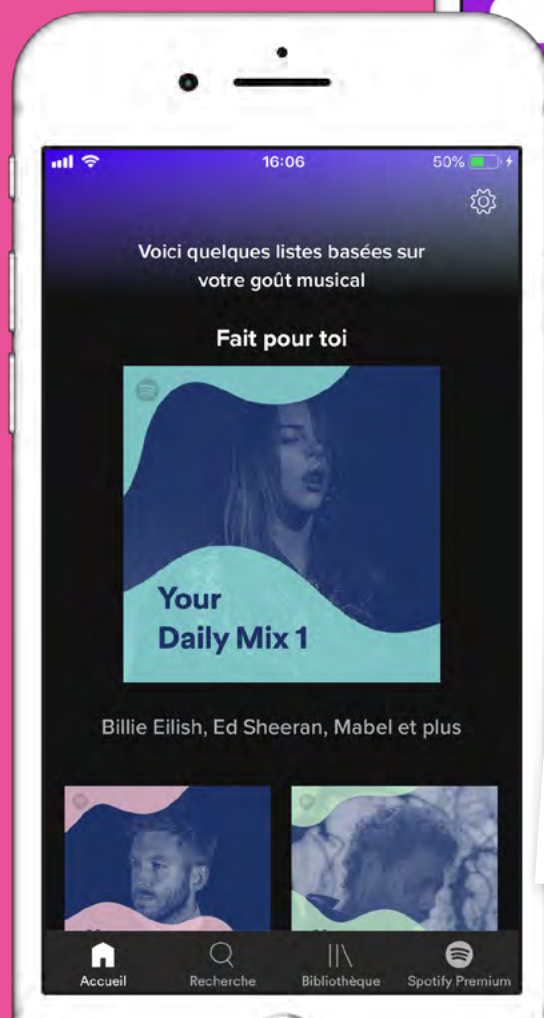 16:06
50%
Voici quelques listes basées sur
votre goût musical
Fait pour toi
Your
Daily Mix 1
Billie Eilish, Ed Sheeran, Mabel et plus
Accueil
Recherche
Bibliothèque
Spotify Premium